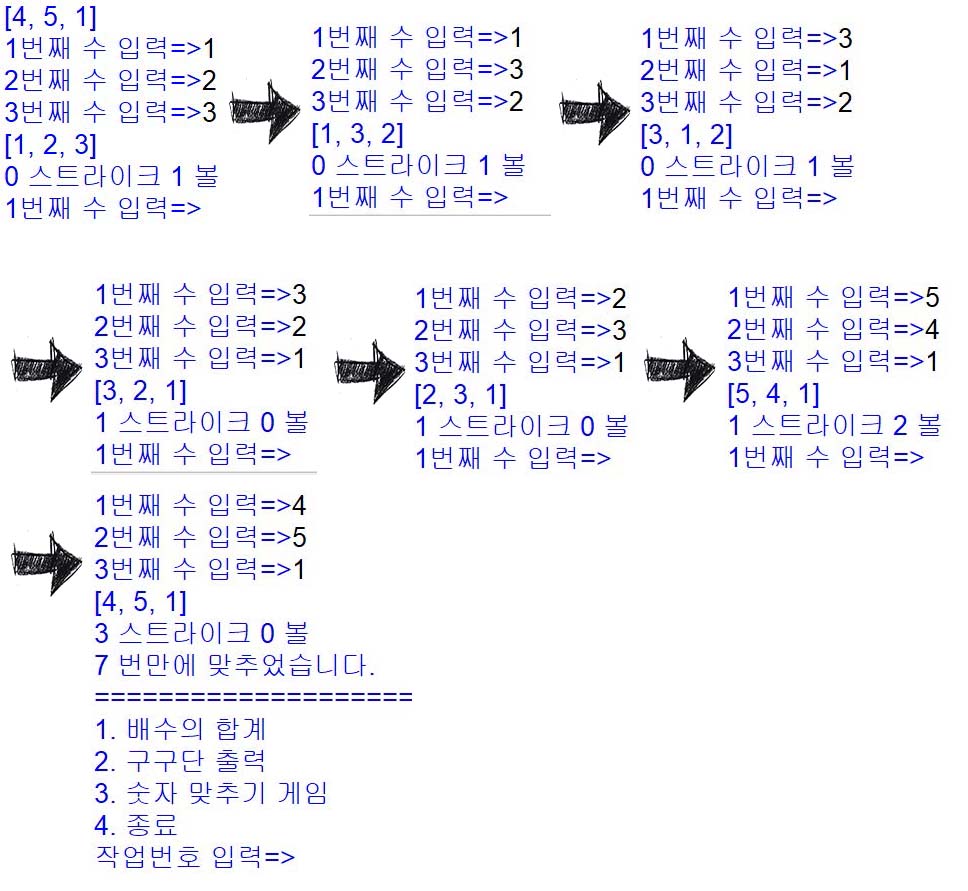 [4, 5, 1]
1번째 수 입력=>1
2번째 수 입력=>2
3번째 수 입력=>3
[1, 2, 3]
0 스트라이크 1 볼
1번째 수 입력=>
1번째 수 입력=>1
2번째 수 입력=>3
3번째 수 입력=>2
[1, 3, 2]
0 스트라이크 1 볼
1번째 수 입력=>
1번째 수 입력=>3
2번째 수 입력=>1
3번째 수 입력=>2
[3, 1, 2]
0 스트라이크 1 볼
1번째 수 입력=>
1번째 수 입력=>3
2번째 수 입력=>2
3번째 수 입력=>1
[3, 2, 1]
1 스트라이크 0 볼
1번째 수 입력=>
1번째 수 입력=>2
2번째 수 입력=>3
3번째 수 입력=>1
[2, 3, 1]
1 스트라이크 0 볼
1번째 수 입력=>
1번째 수 입력=>5
2번째 수 입력=>4
3번째 수 입력=>1
[5, 4, 1]
1 스트라이크 2 볼
1번째 수 입력=>
1번째 수 입력=>4
2번째 수 입력=>5
3번째 수 입력=>1
[4, 5, 1]
3 스트라이크 0 볼
7 번만에 맞추었습니다.
====================
1. 배수의 합계
2. 구구단 출력
3. 숫자 맞추기 게임
4. 종료
작업번호 입력=>